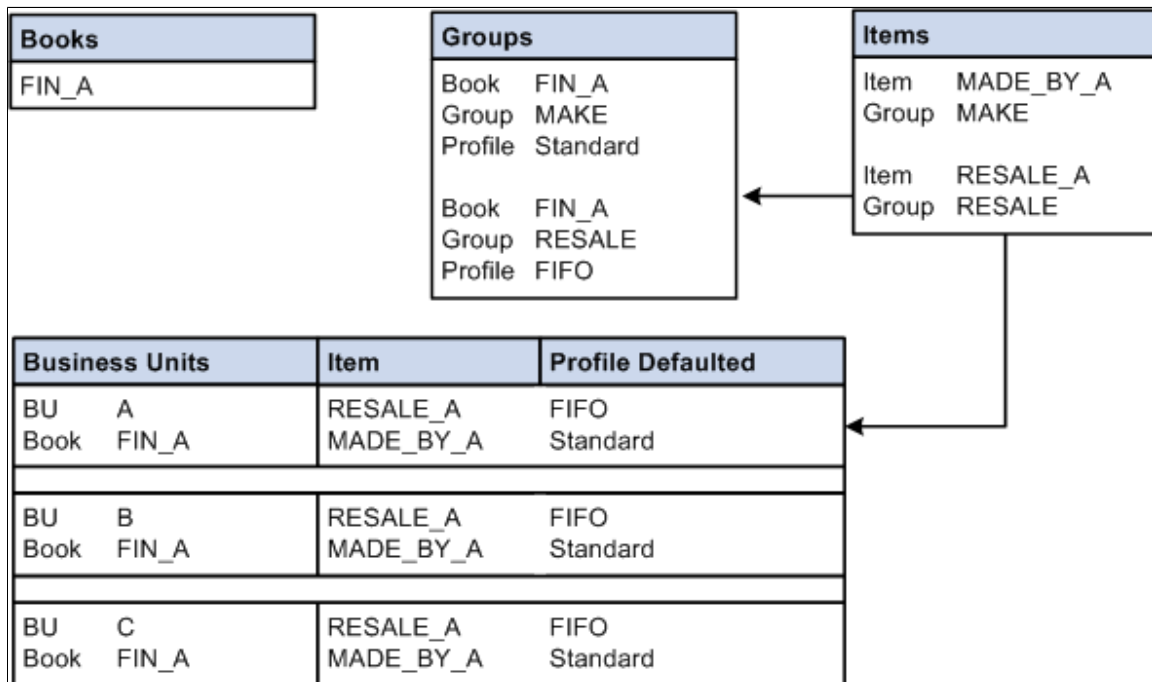 Books
FIN_A
Groups
Book FIN_A
Group MAKE
Profile Standard
Book FIN_A
Group RESALE
Profile FIFO
Items
Item MADE_BY_A
Group MAKE
Item RESALE_A
Group RESALE
Business Units Item Profile Defaulted
BU A RESALE_A FIFO
Book FIN_A MADE_BY_A Standard
BU B RESALE_A FIFO
Book FIN_A MADE_BY_A Standard
BU C RESALE_A FIFO
Book FIN_A MADE_BY_A Standard